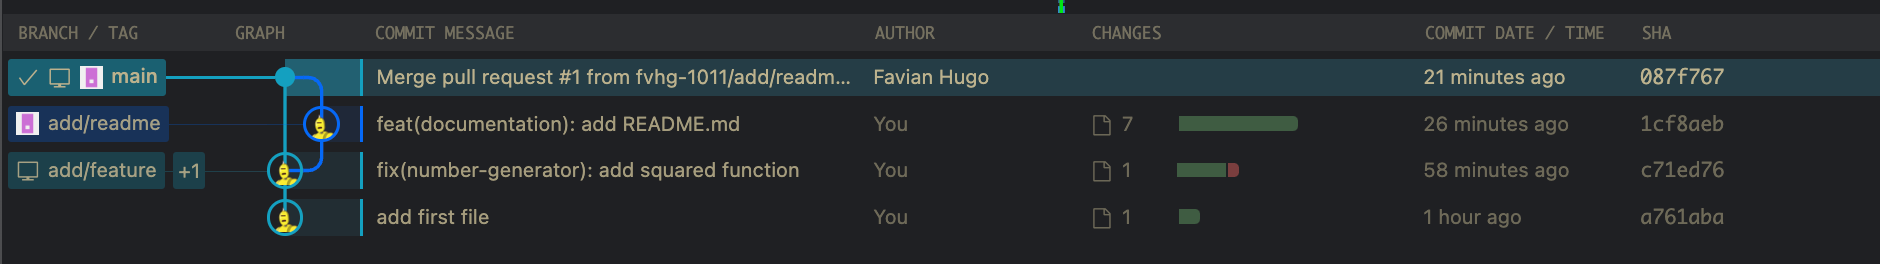 BRANCH / TAG GRAPH COMMIT MESSAGE AUTHOR CHANGES COMMIT DATE / TIME SHA
main Merge pull request #1 from fvhg-1011/add/readm... Favian Hugo 21 minutes ago 087f767
add/readme feat(documentation): add README.md You 7 26 minutes ago 1cf8aeb
add/feature +1 fix(number-generator): add squared function You 1 58 minutes ago c71ed76
add first file You 1 1 hour ago a761aba